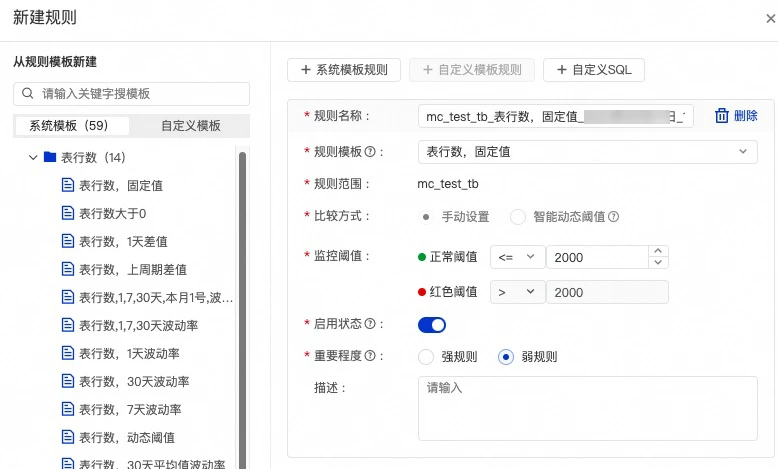 新建规则
从规则模板新建
请输入关键字搜模板
系统模板（59） 自定义模板
表行数（14）
表行数，固定值
表行数大于0
表行数，1天差值
表行数，上周期差值
表行数,1,7,30天,本月1号,波...
表行数,1,7,30天波动率
表行数，1天波动率
表行数，30天波动率
表行数，7天波动率
表行数，动态阈值
表行数，30天平均值波动率
+ 系统模板规则 + 自定义模板规则 + 自定义SQL
* 规则名称： mc_test_tb_表行数，固定值_ 日_ 删除
* 规则模板 ： 表行数，固定值
* 规则范围： mc_test_tb
* 比较方式： 手动设置 智能动态阈值
* 监控阈值： 正常阈值 <= 2000
红色阈值 > 2000
* 启用状态 ：
* 重要程度 ： 强规则 弱规则
描述： 请输入